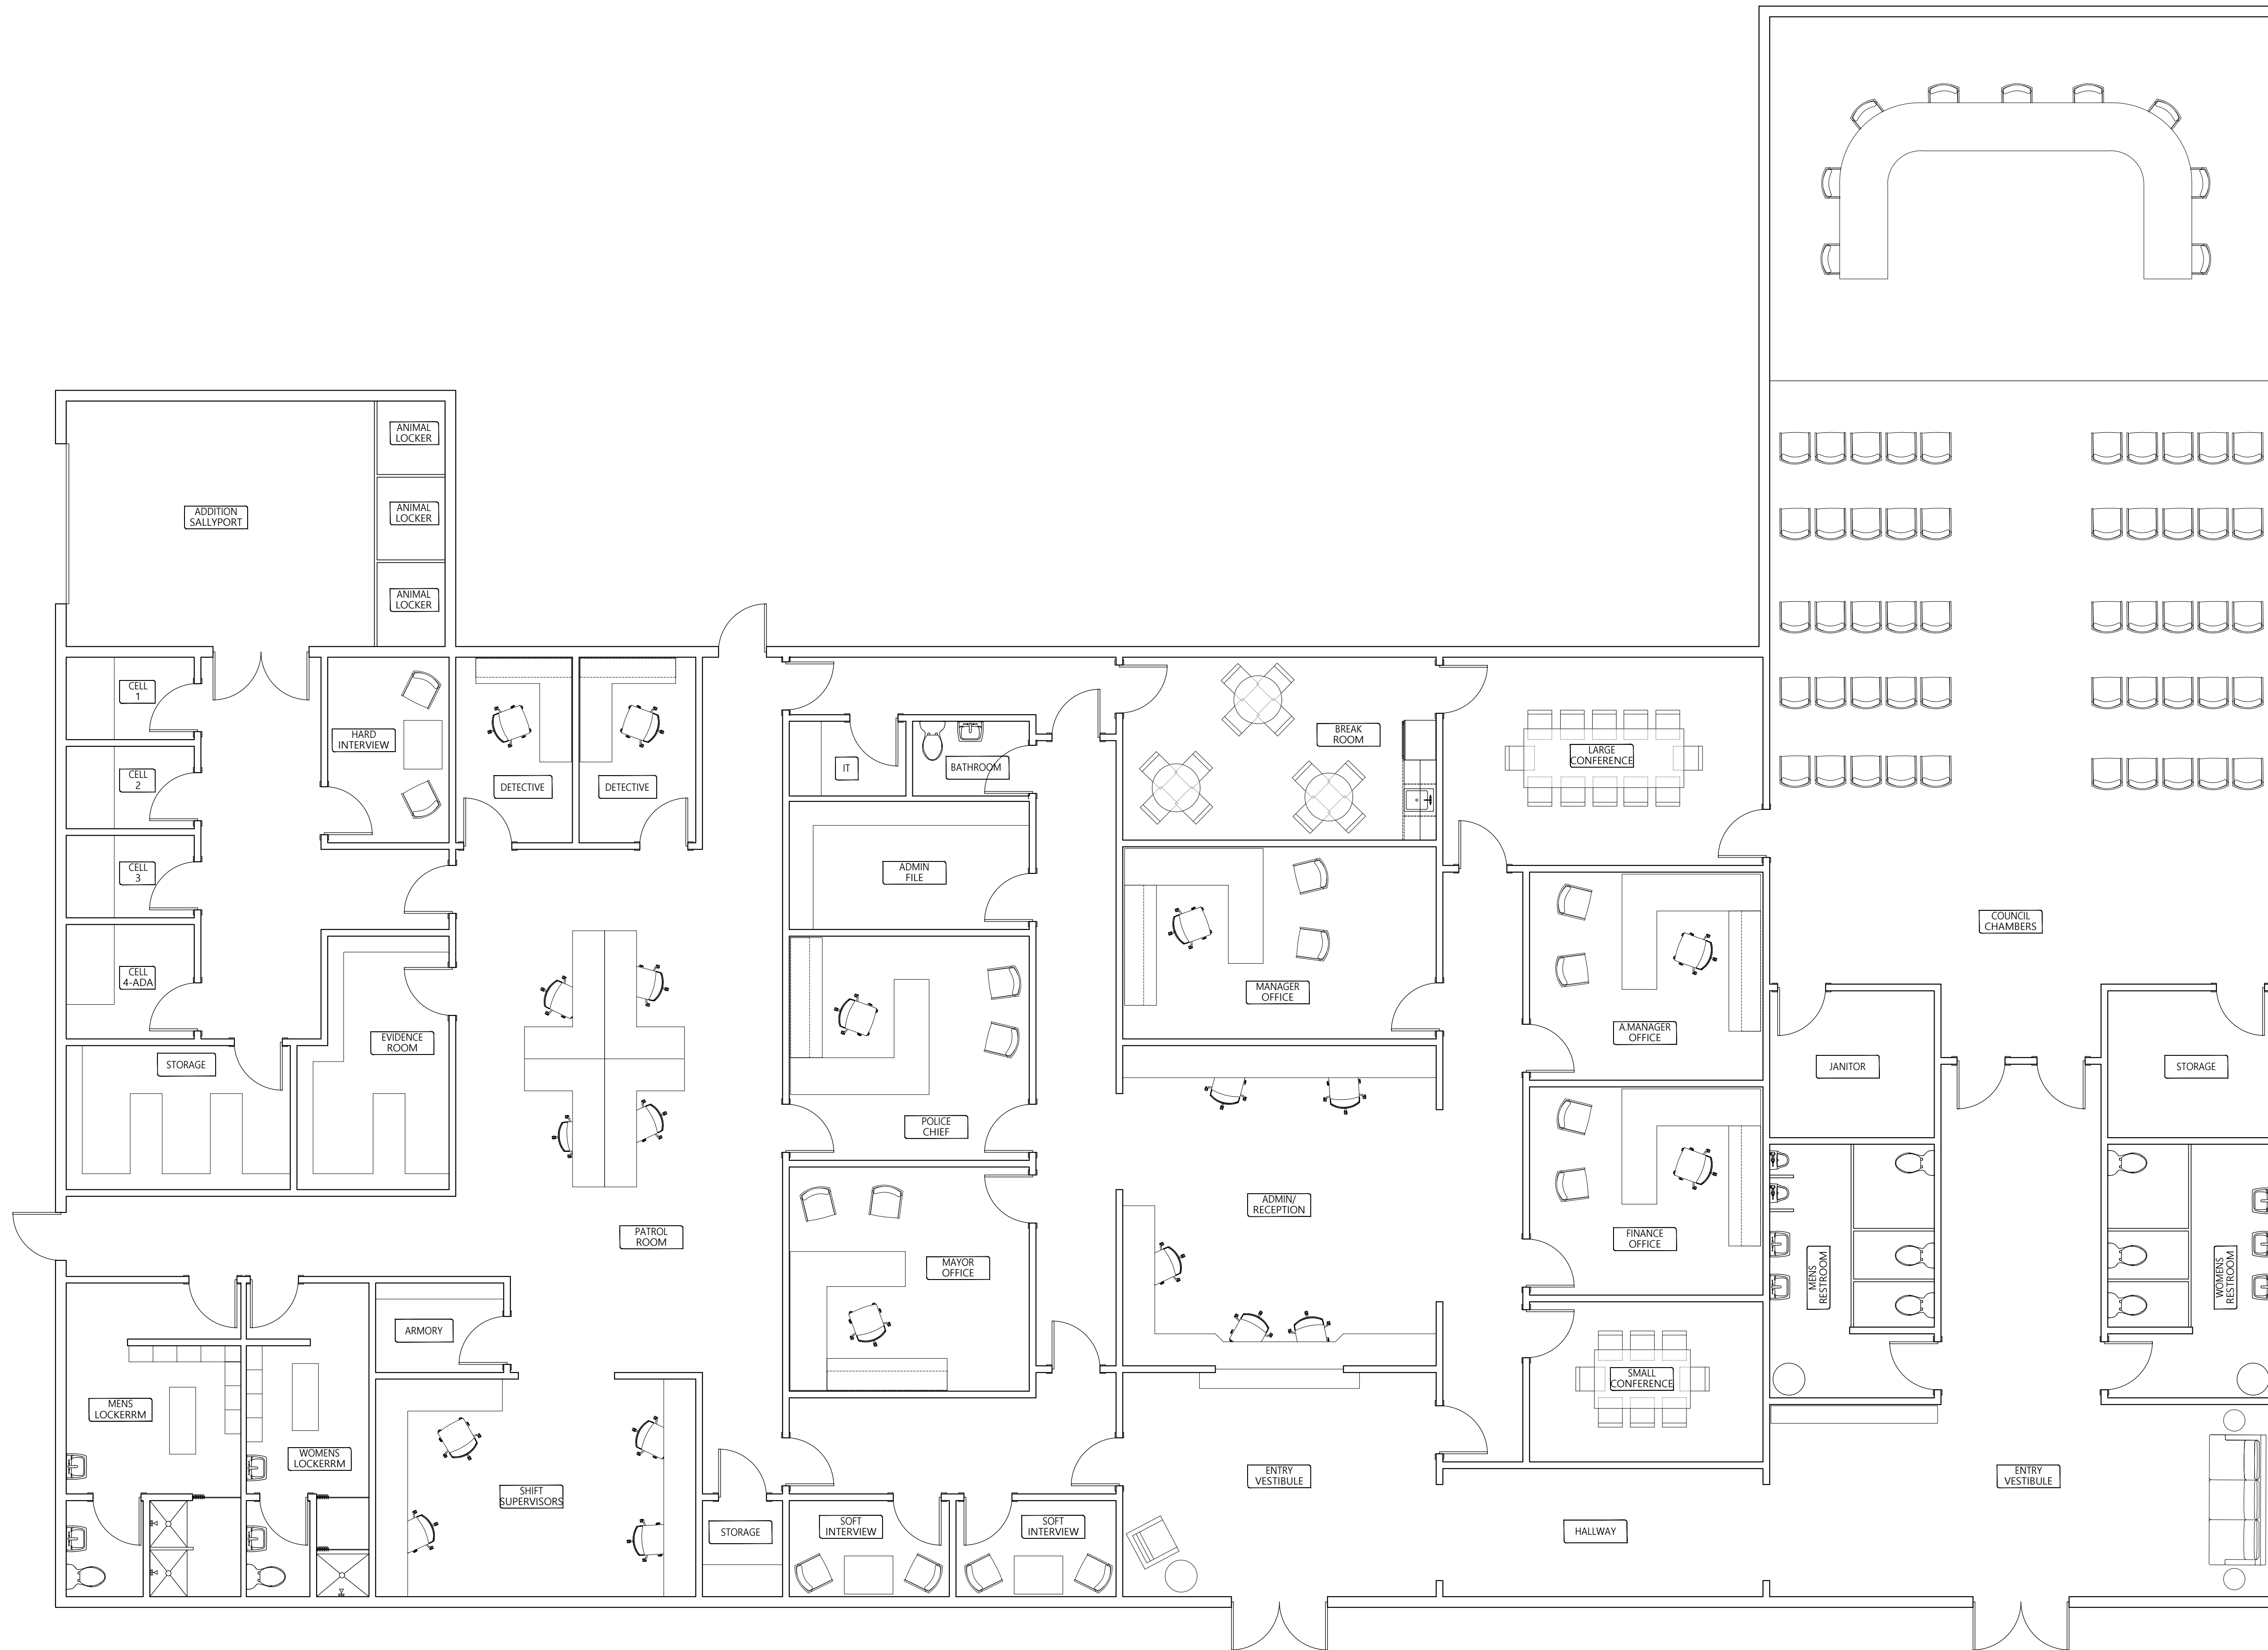 ANIMAL
LOCKER
ADDITION
SALLYPORT
ANIMAL
LOCKER
ANIMAL
LOCKER
CELL
1
HARD
INTERVIEW
DETECTIVE
DETECTIVE
IT
BATHROOM
BREAK
ROOM
LARGE
CONFERENCE
CELL
2
CELL
3
ADMIN
FILE
COUNCIL
CHAMBERS
CELL
4-ADA
MANAGER
OFFICE
EVIDENCE
ROOM
A.MANAGER
OFFICE
STORAGE
JANITOR
STORAGE
POLICE
CHIEF
ADMIN/
RECEPTION
PATROL
ROOM
FINANCE
OFFICE
MAYOR
OFFICE
MENS
RESTROOM
WOMENS
RESTROOM
ARMORY
SMALL
CONFERENCE
MENS
LOCKERRM
WOMENS
LOCKERRM
ENTRY
VESTIBULE
ENTRY
VESTIBULE
SHIFT
SUPERVISORS
STORAGE
SOFT
INTERVIEW
SOFT
INTERVIEW
HALLWAY